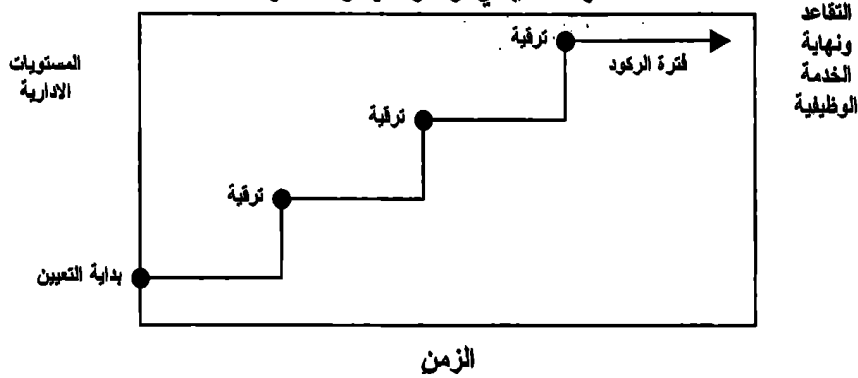 التقاعد
ونهاية
الخدمة
الوظيفية
المستويات
الادارية
ترقية
فترة الركود
ترقية
ترقية
بداية التعيين
الزمن